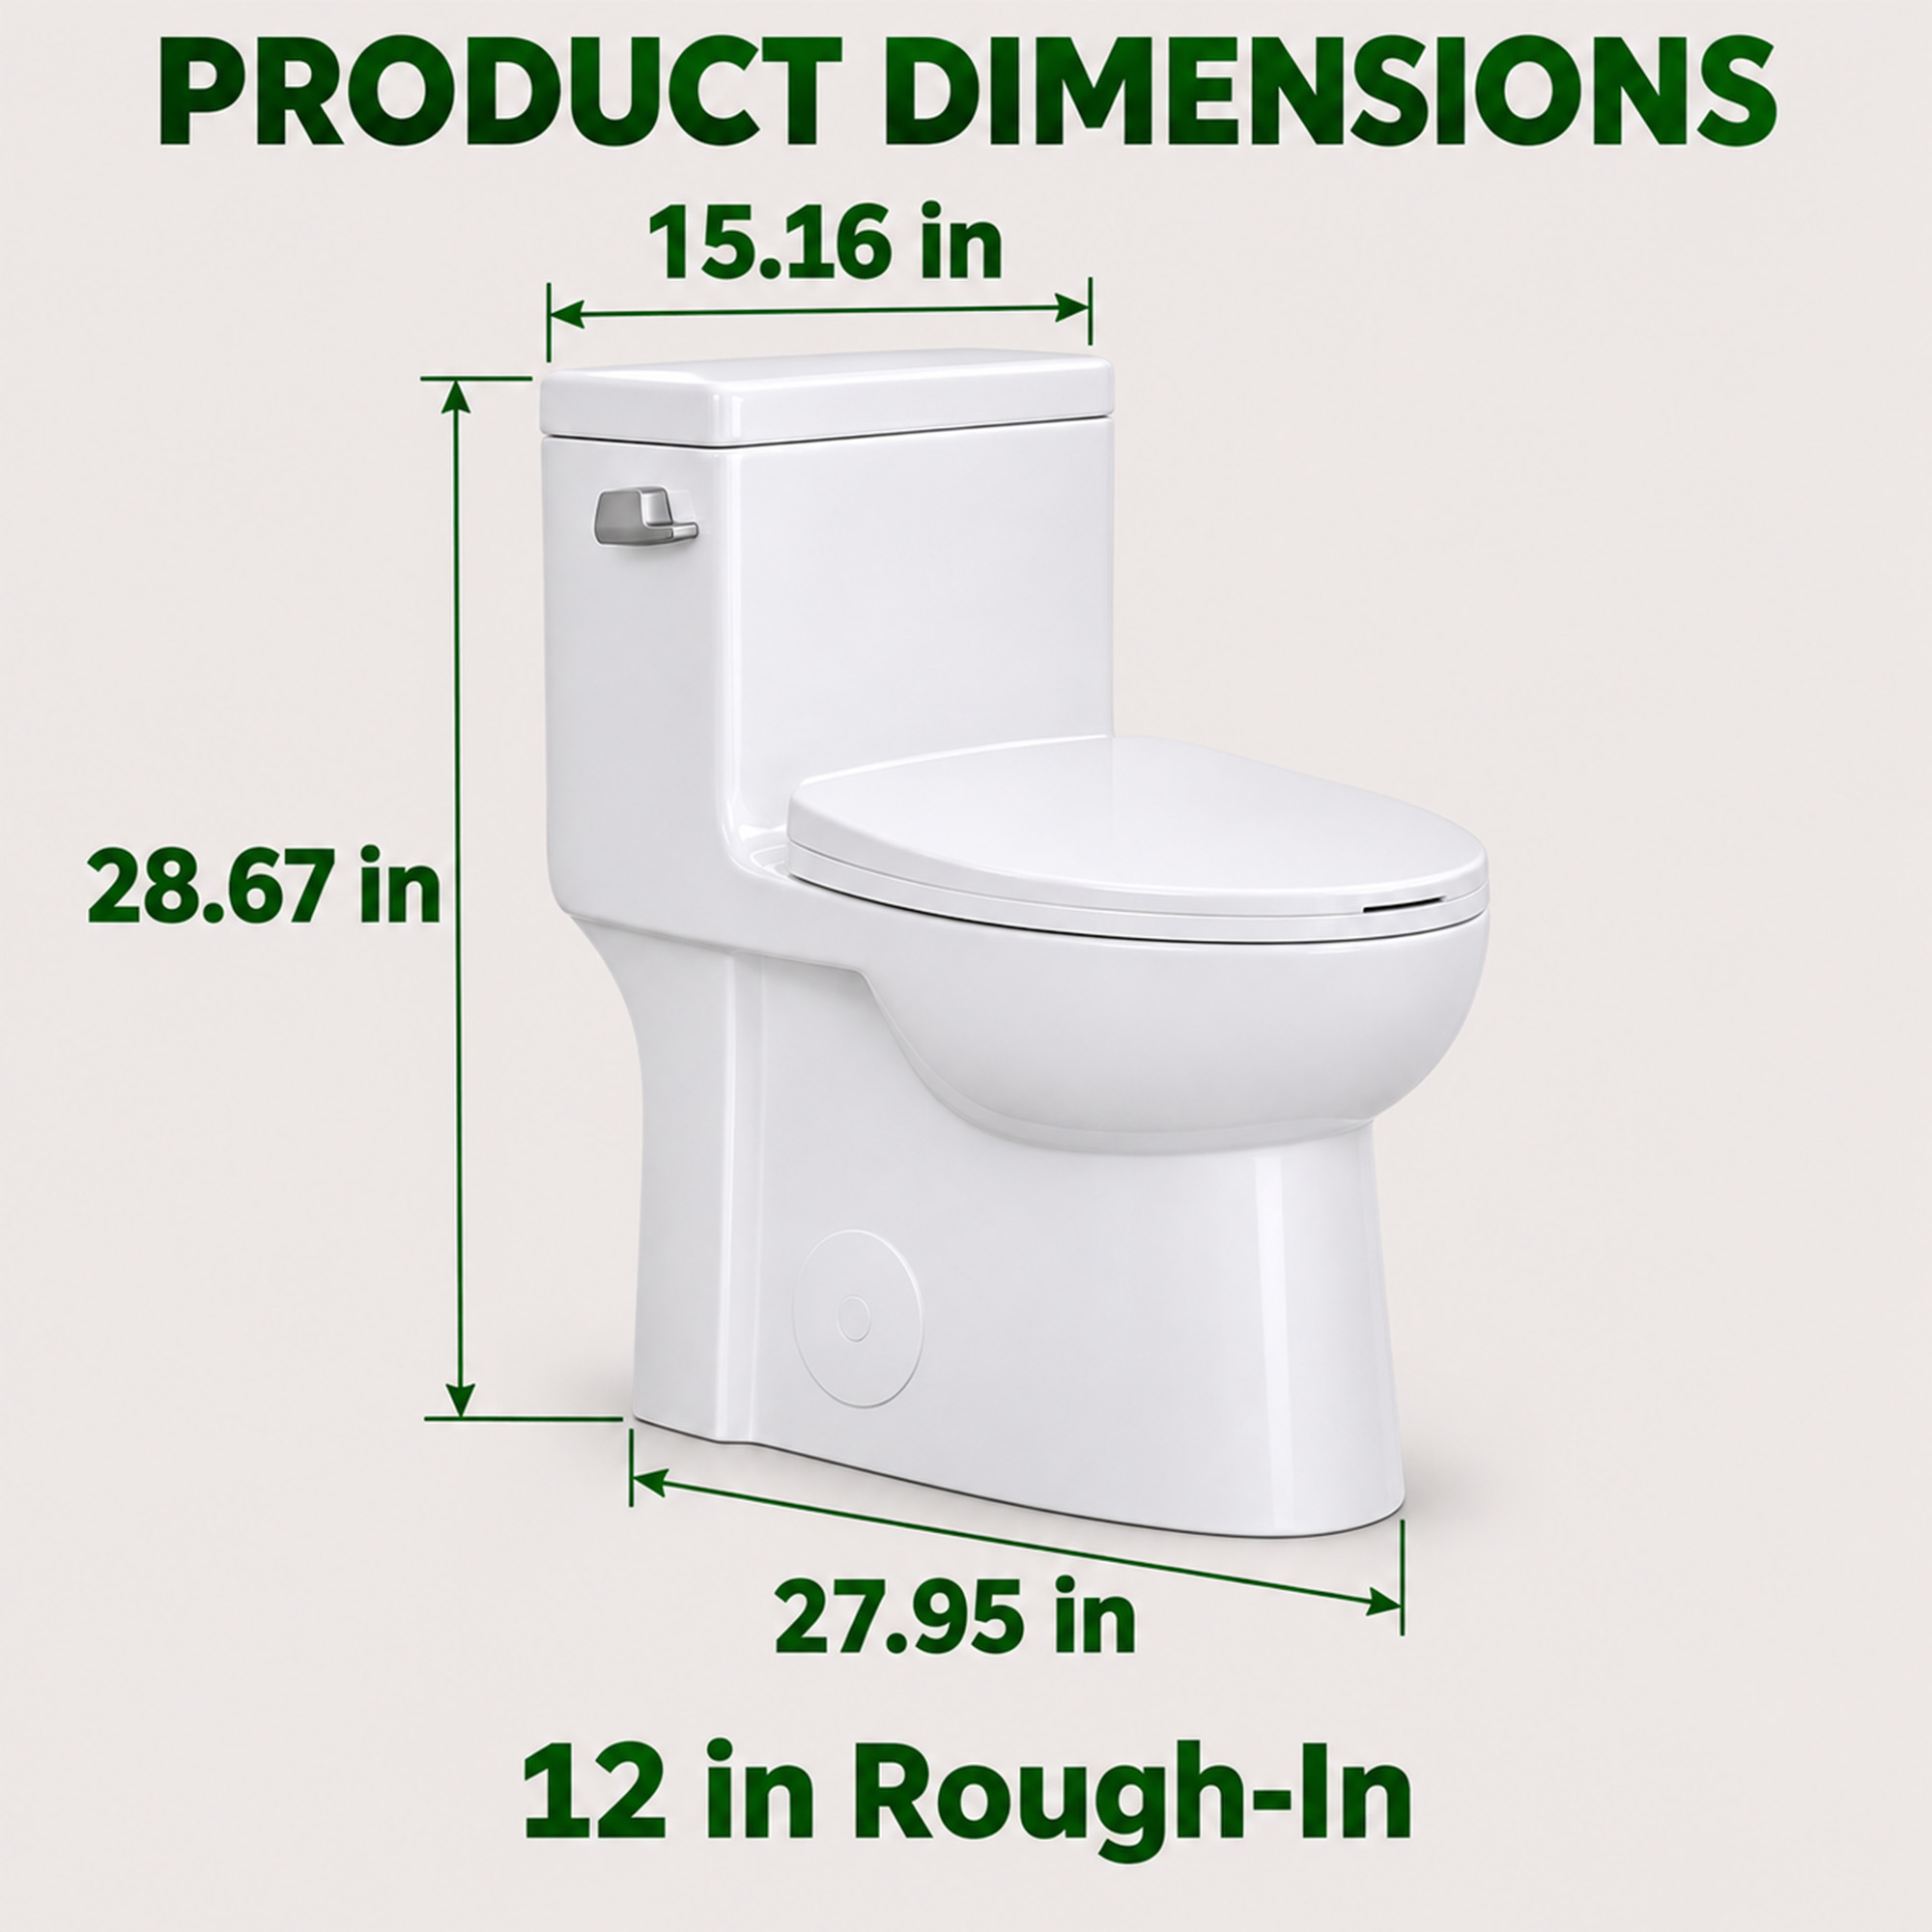 PRODUCT DIMENSIONS
15.16 in
28.67 in
27.95 in
12 in Rough-In